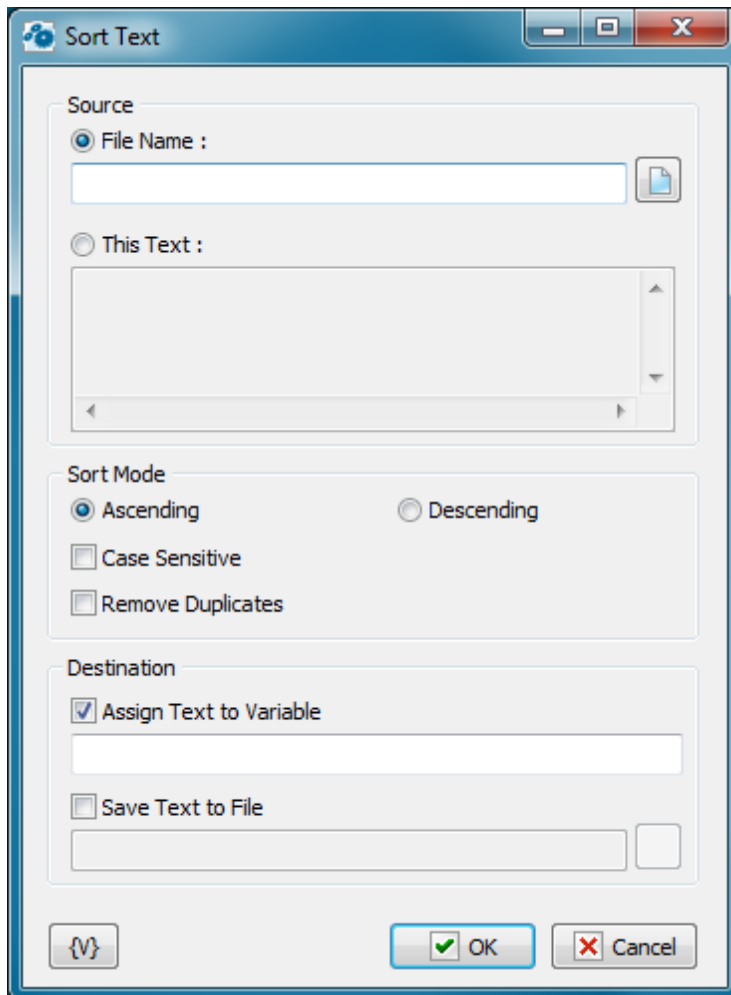 Sort Text
Source
File Name :
This Text :
Sort Mode
Ascending Descending
Case Sensitive
Remove Duplicates
Destination
Assign Text to Variable
Save Text to File
{V} OK Cancel